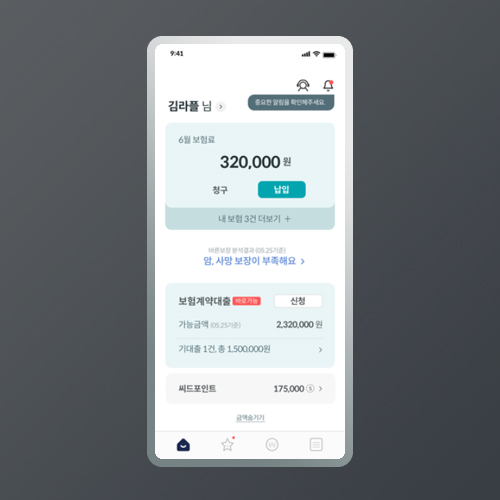 9:41
김라플 님
중요한 알림을 확인해주세요.
6월 보험료
320,000 원
청구 납입
내 보험 3건 더보기 +
바른보장 분석결과 (05.25기준)
암, 사망 보장이 부족해요 >
보험계약대출 바로가능 신청
가능금액 (05.25기준) 2,320,000 원
기대출 1건, 총 1,500,000원 >
씨드포인트 175,000 Ⓢ >
금액숨기기